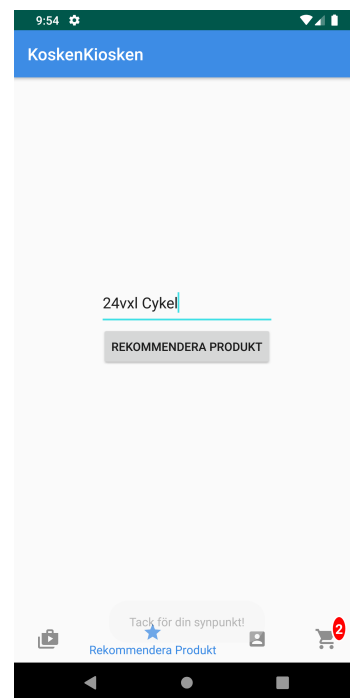 9:54
KoskenKiosken
24vxl Cykel
REKOMMENDERA PRODUKT
Tack för din synpunkt!
2
Rekommendera Produkt